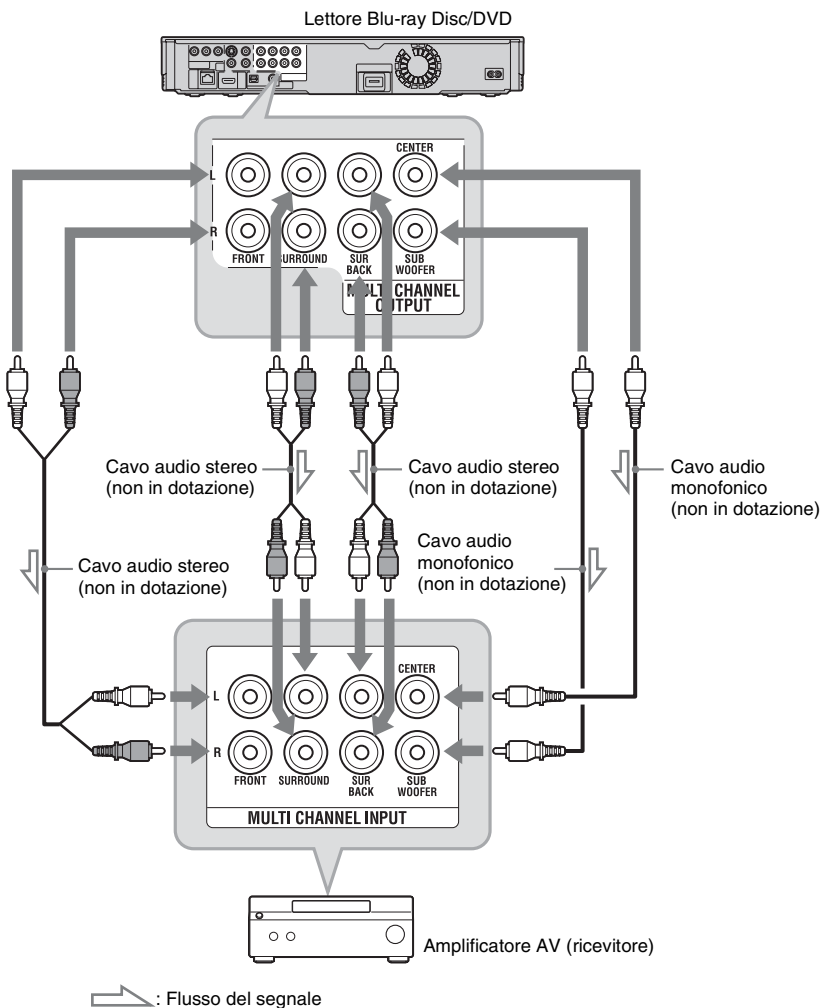 Lettore Blu-ray Disc/DVD
CENTER
L
R
FRONT
SURROUND
SUR
BACK
SUB
WOOFER
MULTI CHANNEL
OUTPUT
Cavo audio stereo
(non in dotazione)
Cavo audio stereo
(non in dotazione)
Cavo audio
monofonico
(non in dotazione)
Cavo audio stereo
(non in dotazione)
Cavo audio
monofonico
(non in dotazione)
CENTER
L
R
FRONT
SURROUND
SUR
BACK
SUB
WOOFER
MULTI CHANNEL INPUT
Amplificatore AV (ricevitore)
: Flusso del segnale